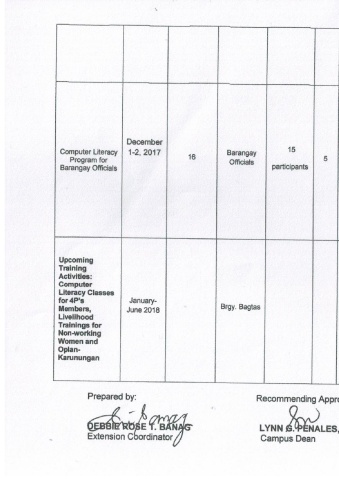 Computer Literacy
Program for
Barangay Officials
December
1-2, 2017
16
Barangay
Officials
15
participants
5
Upcoming
Training
Activities:
Computer
Literacy Classes
for 4P's
Members,
Livelihood
Trainings for
Non-working
Women and
Oplan-
Karunungan
January-
June 2018
Brgy. Bagtas
Prepared by:
DEBBIE ROSE T. BANAG
Extension Coordinator
Recommending Appro
LYNN G. PENALES,
Campus Dean